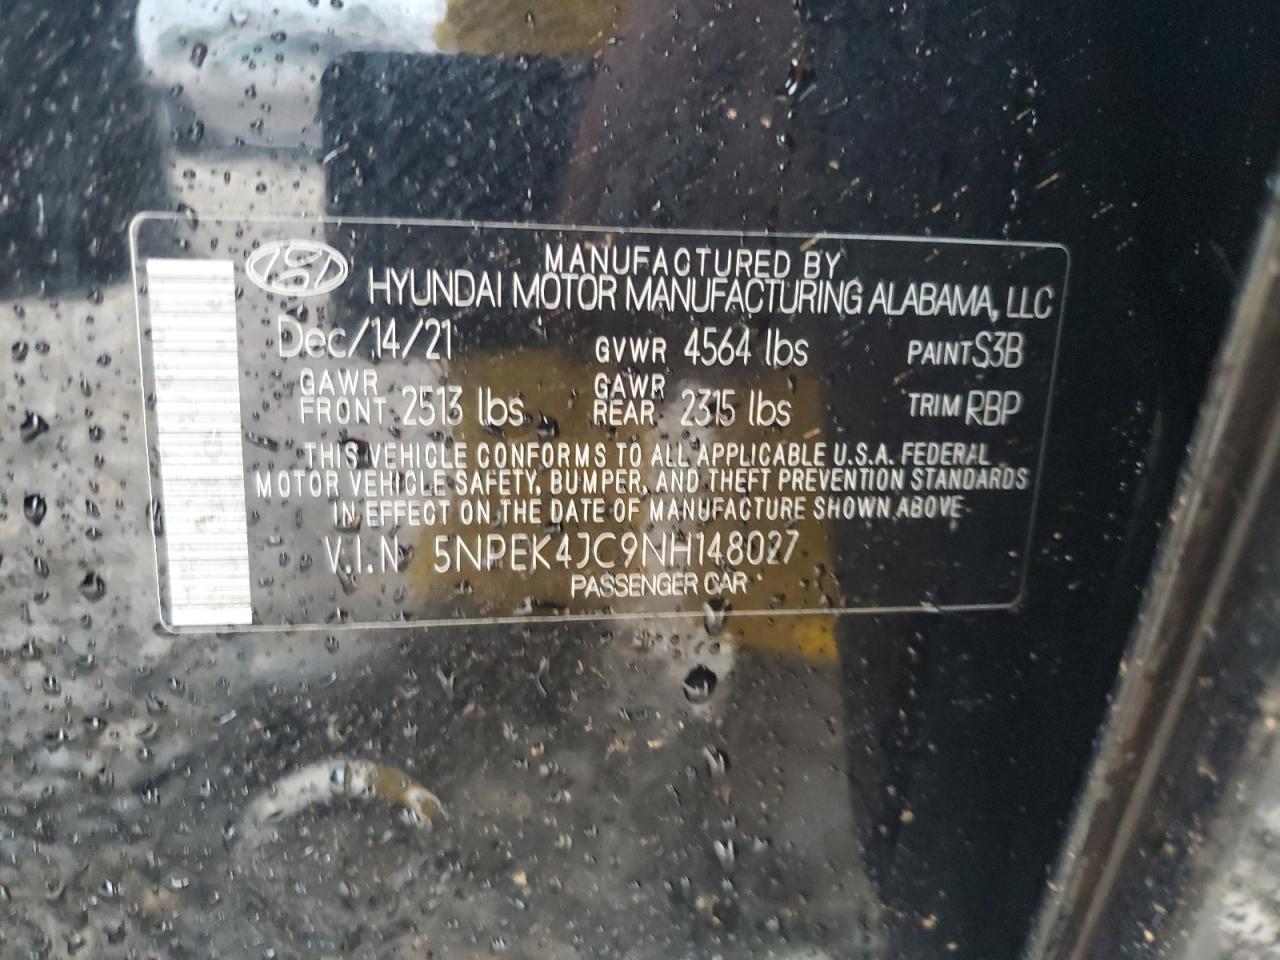 MANUFACTURED BY
HYUNDAI MOTOR MANUFACTURING ALABAMA, LLC
Dec/14/21 GVWR 4564 lbs PAINT S3B
GAWR FRONT 2513 lbs GAWR REAR 2315 lbs TRIM RBP
THIS VEHICLE CONFORMS TO ALL APPLICABLE U.S.A. FEDERAL
MOTOR VEHICLE SAFETY, BUMPER, AND THEFT PREVENTION STANDARDS
IN EFFECT ON THE DATE OF MANUFACTURE SHOWN ABOVE
V.I.N 5NPEK4JC9NH148027
PASSENGER CAR